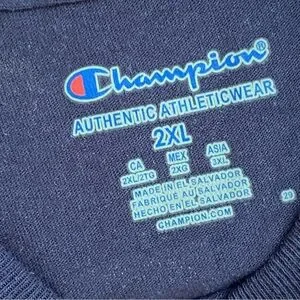 Champion®
AUTHENTIC ATHLETICWEAR
2XL
CA MEX ASIA
2XL/2TG 2XG 3XL
MADE IN EL SALVADOR
FABRIQUÉ AU SALVADOR
HECHO EN EL SALVADOR
CHAMPION.COM